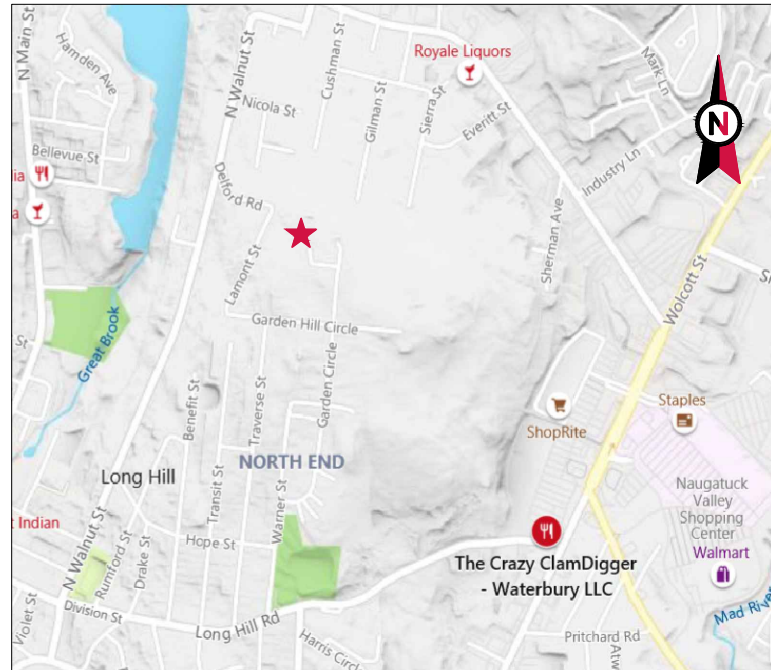 N Main St
Hamden Ave
Bellevue St
N Walnut St
Cushman St
Nicola St
Gilman St
Royale Liquors
Sierra St
Everitt St
Mark Ln
Industry Ln
N
Delford Rd
Lamont St
Sherman Ave
Wolcott St
Great Brook
St
Garden Hill Circle
Garden Circle
Benefit St
Traverse St
Transit St
Warner St
NORTH END
Long Hill
ShopRite
Staples
Naugatuck
Valley
Shopping
Center
Walmart
Indian
N Walnut St
Rumford St
Drake St
Hope St
The Crazy ClamDigger
- Waterbury LLC
Violet St
Division St
Long Hill Rd
Harris Circle
Pritchard Rd
Mad River